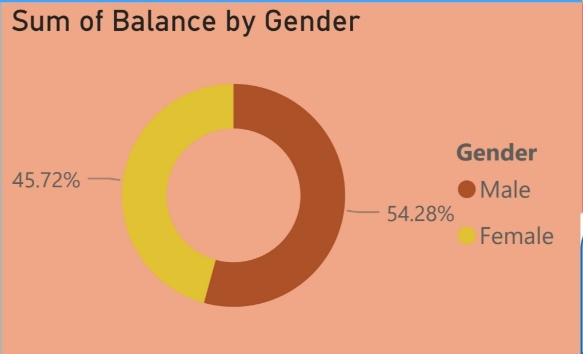 Sum of Balance by Gender
45.72%
54.28%
Gender
Male
Female